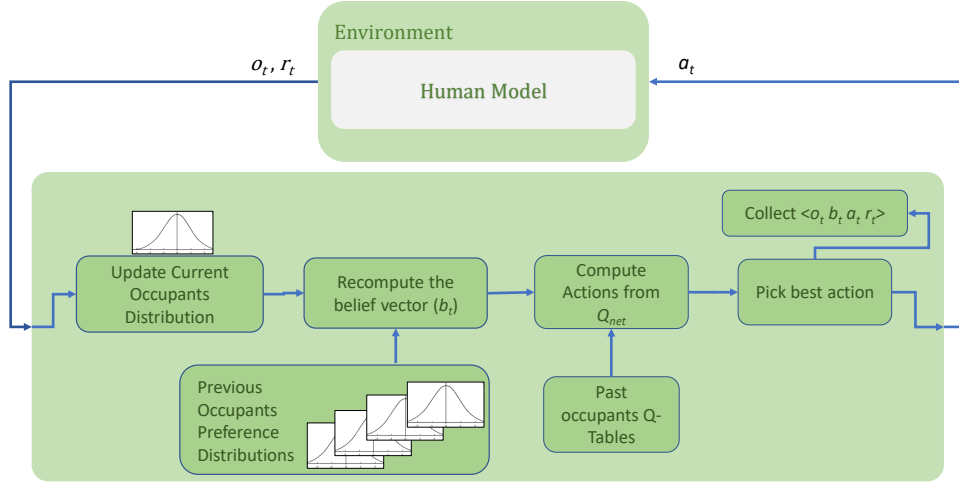 Environment
Human Model
o_t, r_t
a_t
Collect <o_t b_t a_t r_t>
Update Current
Occupants
Distribution
Recompute the
belief vector (b_t)
Compute
Actions from
Q_net
Pick best action
Previous
Occupants
Preference
Distributions
Past
occupants Q-
Tables